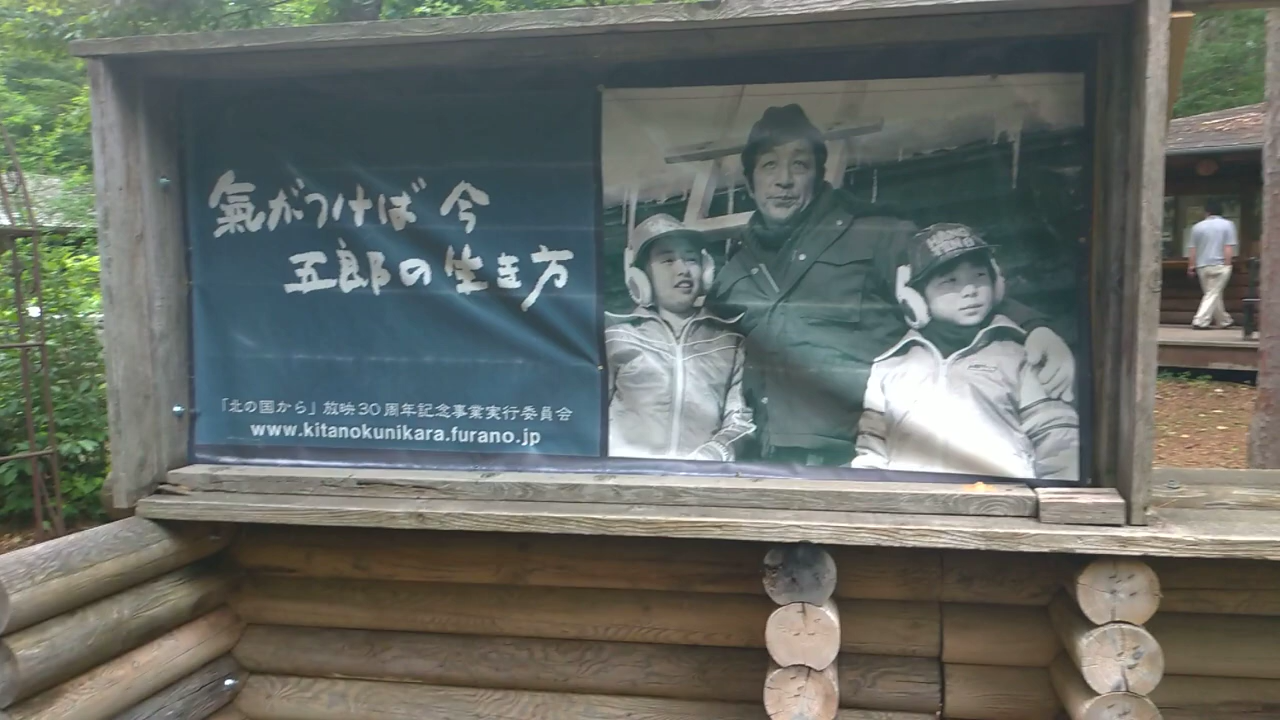 氣がつけば 今
五郎の生き方
「北の国から」放映30周年記念事業実行委員会
www.kitanokunikara.furano.jp